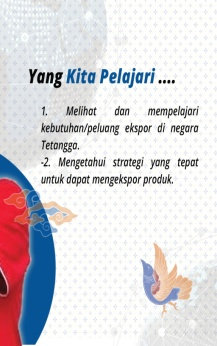 Yang Kita Pelajari ....
1. Melihat dan mempelajari
kebutuhan/peluang ekspor di negara
Tetangga.
-2. Mengetahui strategi yang tepat
untuk dapat mengekspor produk.